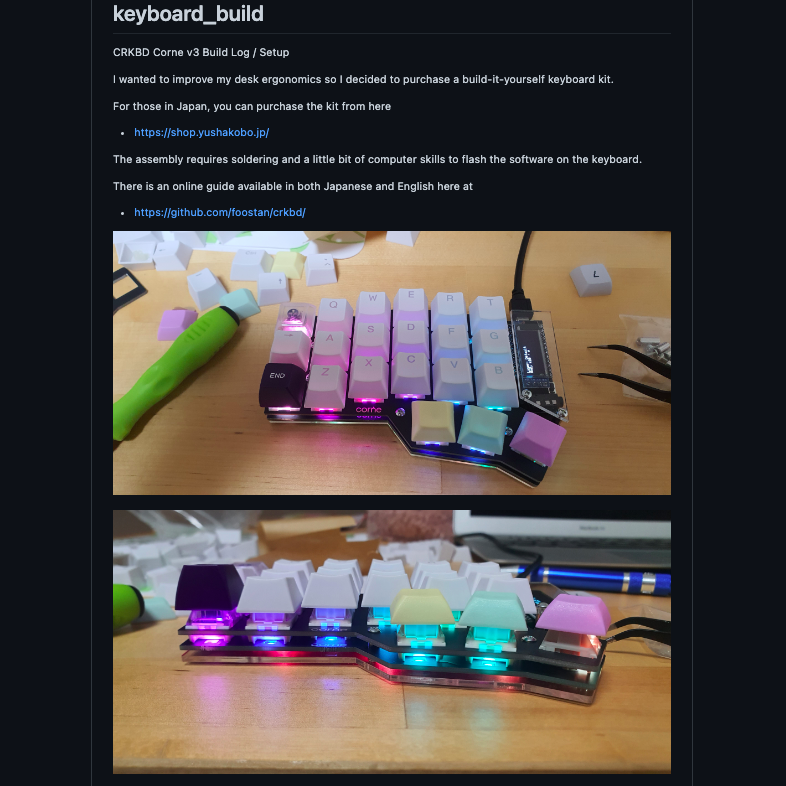 keyboard_build
CRKBD Corne v3 Build Log / Setup
I wanted to improve my desk ergonomics so I decided to purchase a build-it-yourself keyboard kit.
For those in Japan, you can purchase the kit from here
https://shop.yushakobo.jp/
The assembly requires soldering and a little bit of computer skills to flash the software on the keyboard.
There is an online guide available in both Japanese and English here at
https://github.com/foostan/crkbd/
L
Q W E R T
A S D F G
END Z X C V B
corne